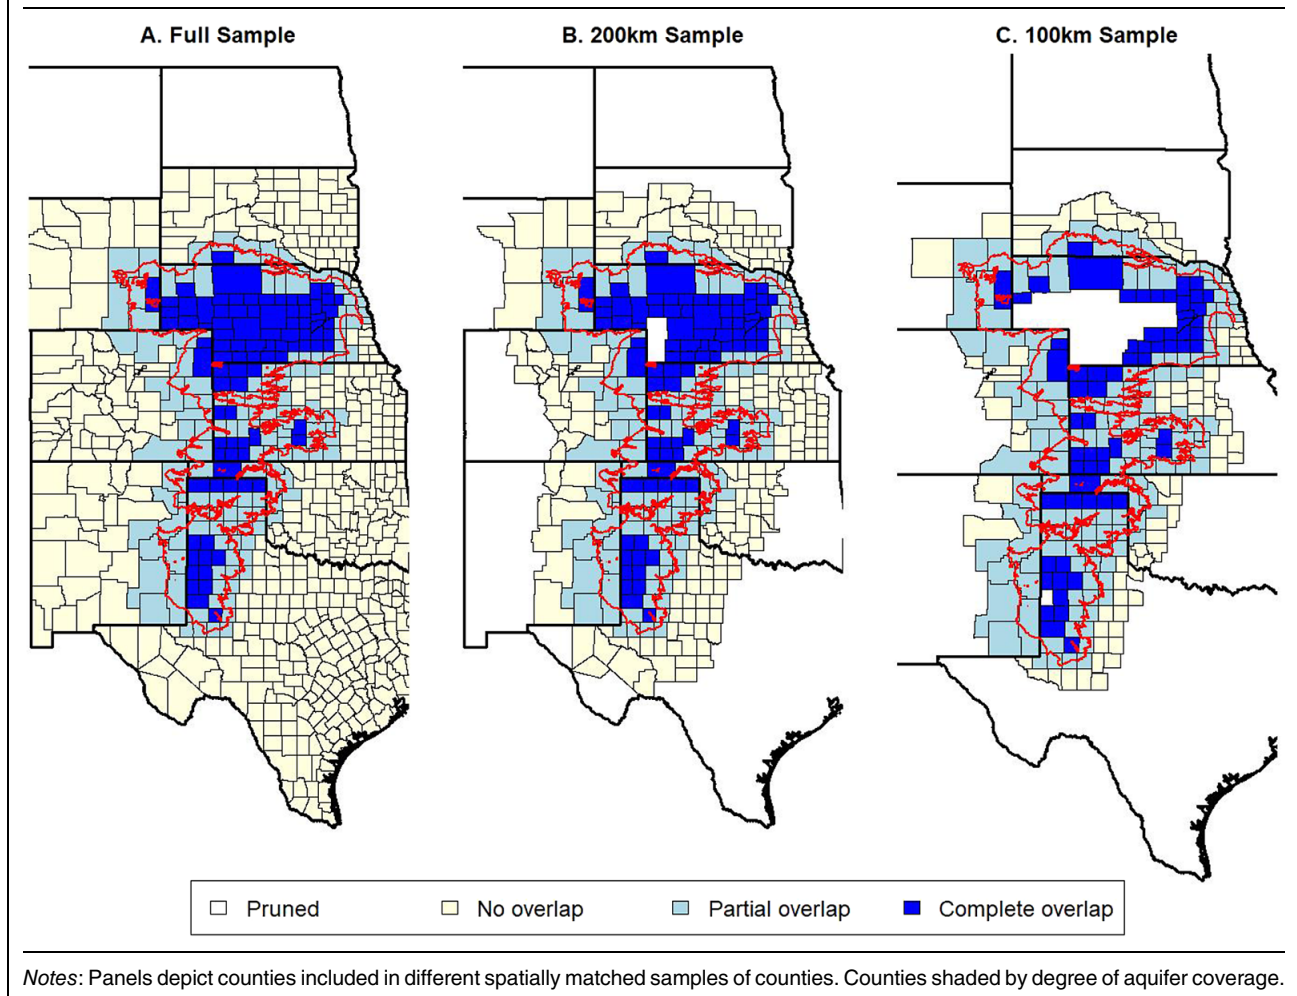 A. Full Sample
B. 200km Sample
C. 100km Sample
Pruned
No overlap
Partial overlap
Complete overlap
Notes: Panels depict counties included in different spatially matched samples of counties. Counties shaded by degree of aquifer coverage.